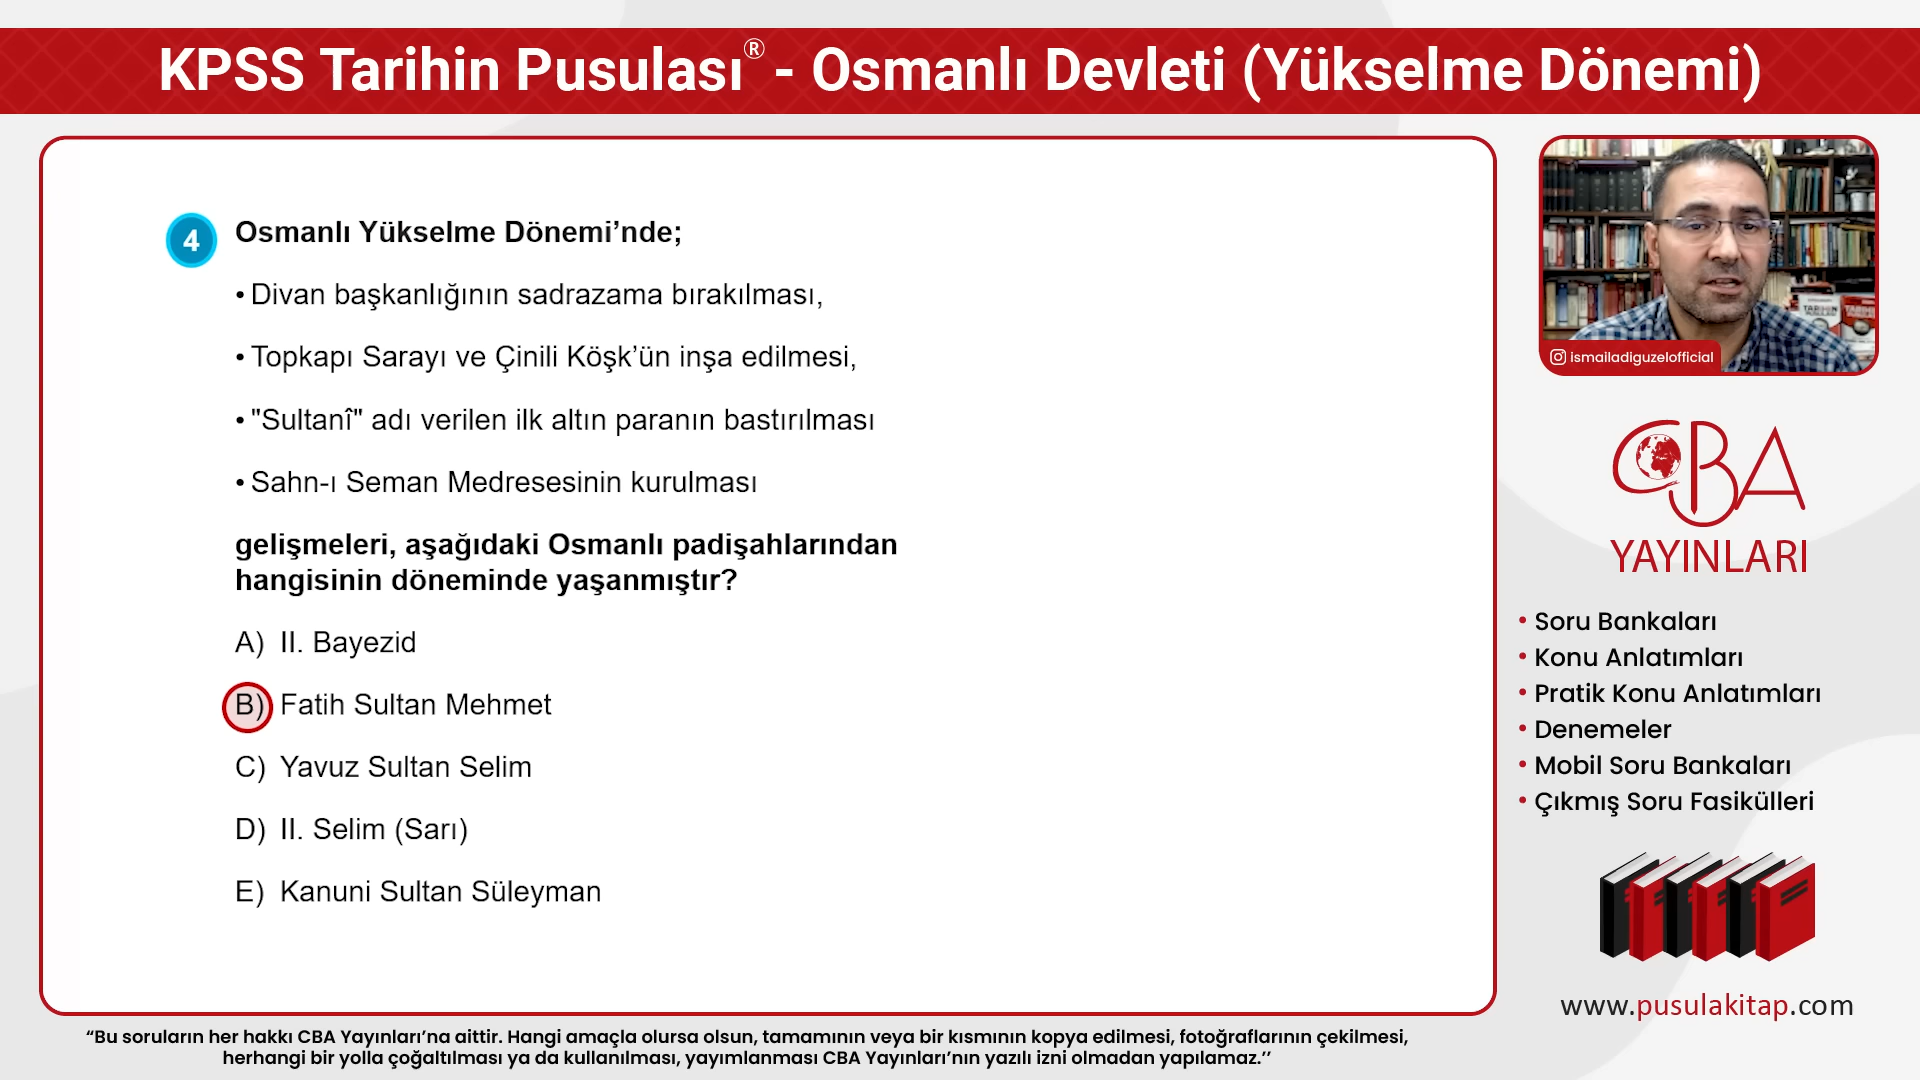 KPSS Tarihin Pusulası® - Osmanlı Devleti (Yükselme Dönemi)
4 Osmanlı Yükselme Dönemi’nde;
• Divan başkanlığının sadrazama bırakılması,
• Topkapı Sarayı ve Çinili Köşk’ün inşa edilmesi,
• "Sultanî" adı verilen ilk altın paranın bastırılması
• Sahn-ı Seman Medresesinin kurulması
gelişmeleri, aşağıdaki Osmanlı padişahlarından
hangisinin döneminde yaşanmıştır?
A) II. Bayezid
B) Fatih Sultan Mehmet
C) Yavuz Sultan Selim
D) II. Selim (Sarı)
E) Kanuni Sultan Süleyman
ismailadiguzelofficial
CBA
YAYINLARI
• Soru Bankaları
• Konu Anlatımları
• Pratik Konu Anlatımları
• Denemeler
• Mobil Soru Bankaları
• Çıkmış Soru Fasikülleri
www.pusulakitap.com
“Bu soruların her hakkı CBA Yayınları’na aittir. Hangi amaçla olursa olsun, tamamının veya bir kısmının kopya edilmesi, fotoğraflarının çekilmesi,
herhangi bir yolla çoğaltılması ya da kullanılması, yayımlanması CBA Yayınları’nın yazılı izni olmadan yapılamaz.’’